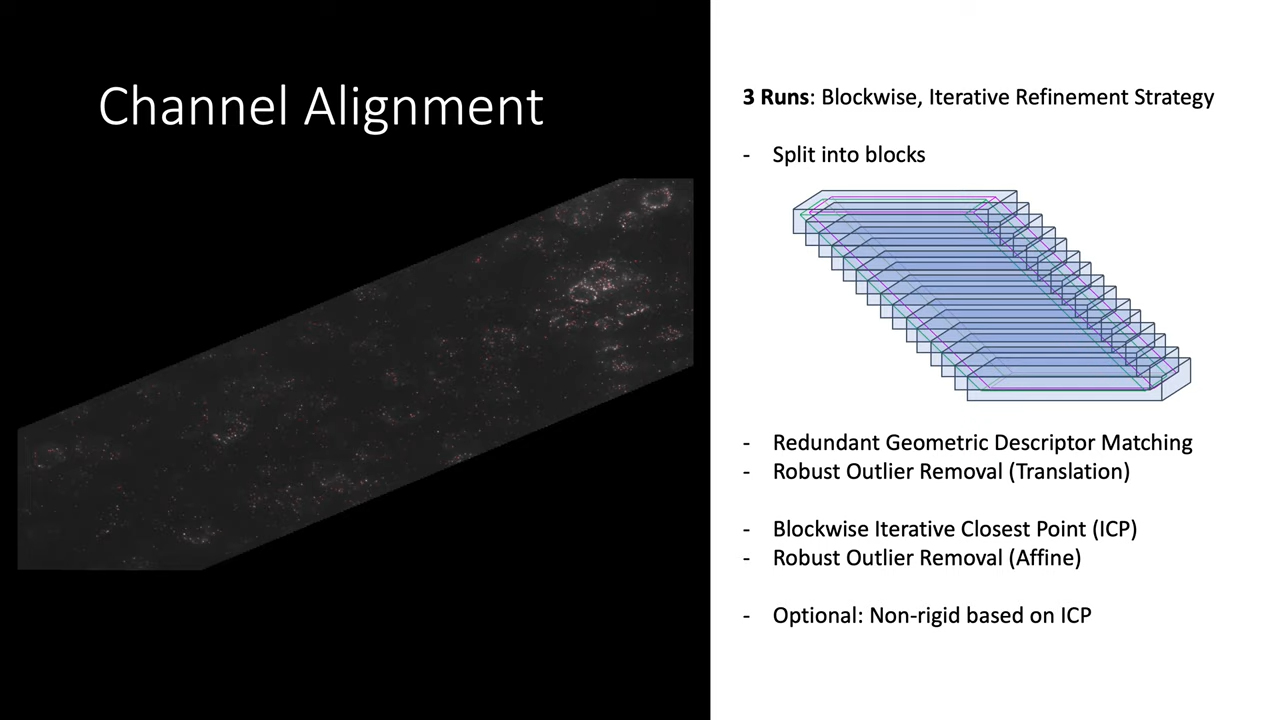 Channel Alignment
3 Runs: Blockwise, Iterative Refinement Strategy
- Split into blocks
- Redundant Geometric Descriptor Matching
- Robust Outlier Removal (Translation)
- Blockwise Iterative Closest Point (ICP)
- Robust Outlier Removal (Affine)
- Optional: Non-rigid based on ICP